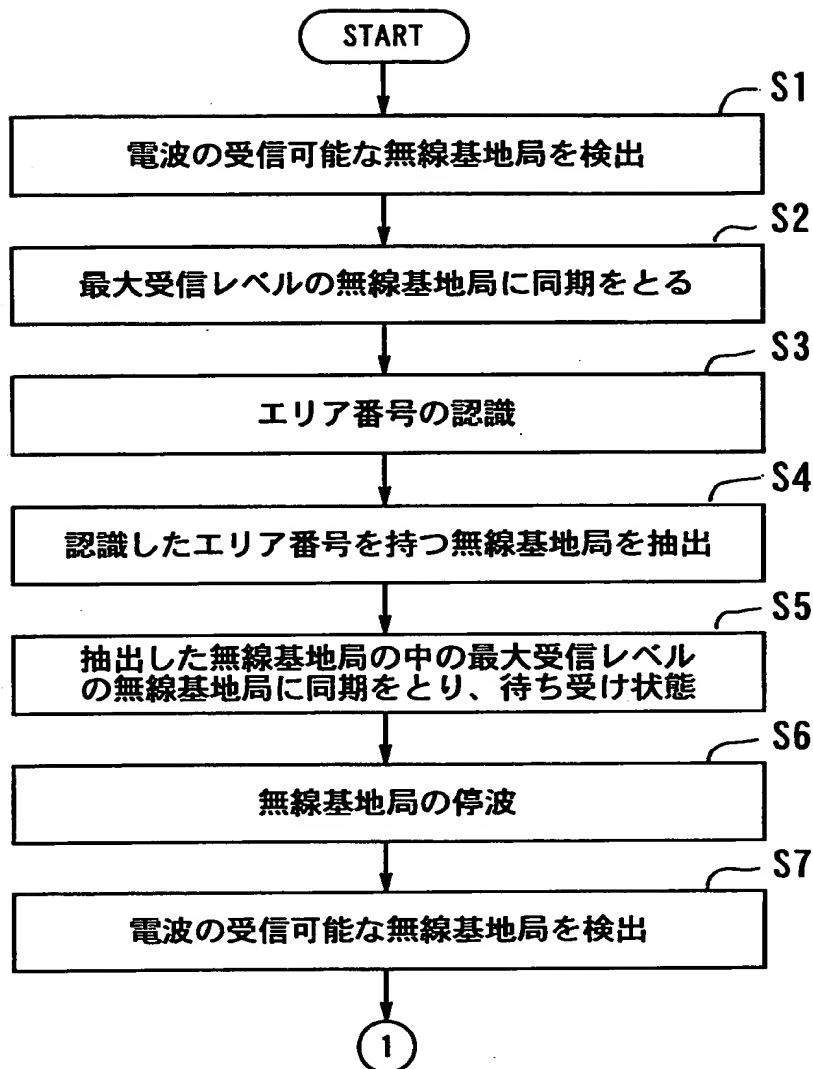 START
S1
電波の受信可能な無線基地局を検出
S2
最大受信レベルの無線基地局に同期をとる
S3
エリア番号の認識
S4
認識したエリア番号を持つ無線基地局を抽出
S5
抽出した無線基地局の中の最大受信レベル
の無線基地局に同期をとり、待ち受け状態
S6
無線基地局の停波
S7
電波の受信可能な無線基地局を検出
1